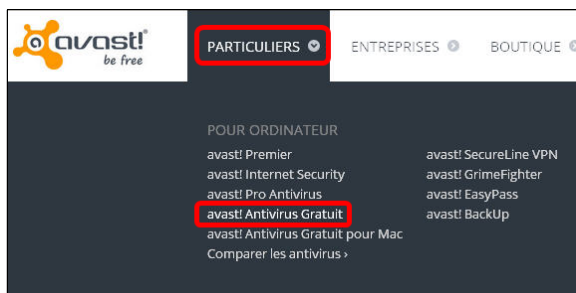 avast!
be free
PARTICULIERS
ENTREPRISES
BOUTIQUE
POUR ORDINATEUR
avast! Premier
avast! Internet Security
avast! Pro Antivirus
avast! Antivirus Gratuit
avast! Antivirus Gratuit pour Mac
Comparer les antivirus ›
avast! SecureLine VPN
avast! GrimeFighter
avast! EasyPass
avast! BackUp